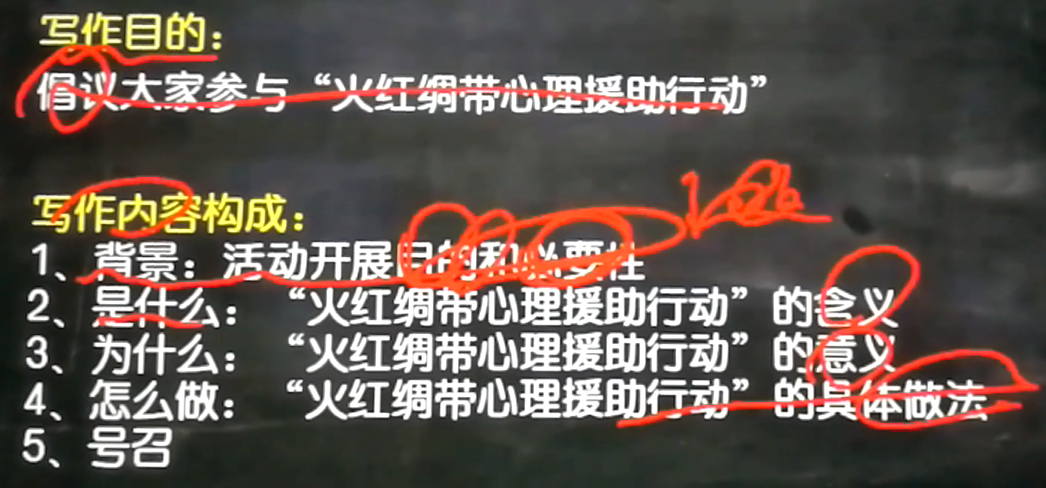 写作目的：
倡议大家参与“火红绸带心理援助行动”
写作内容构成：
1、背景：活动开展目的和必要性
2、是什么：“火红绸带心理援助行动”的含义
3、为什么：“火红绸带心理援助行动”的意义
4、怎么做：“火红绸带心理援助行动”的具体做法
5、号召